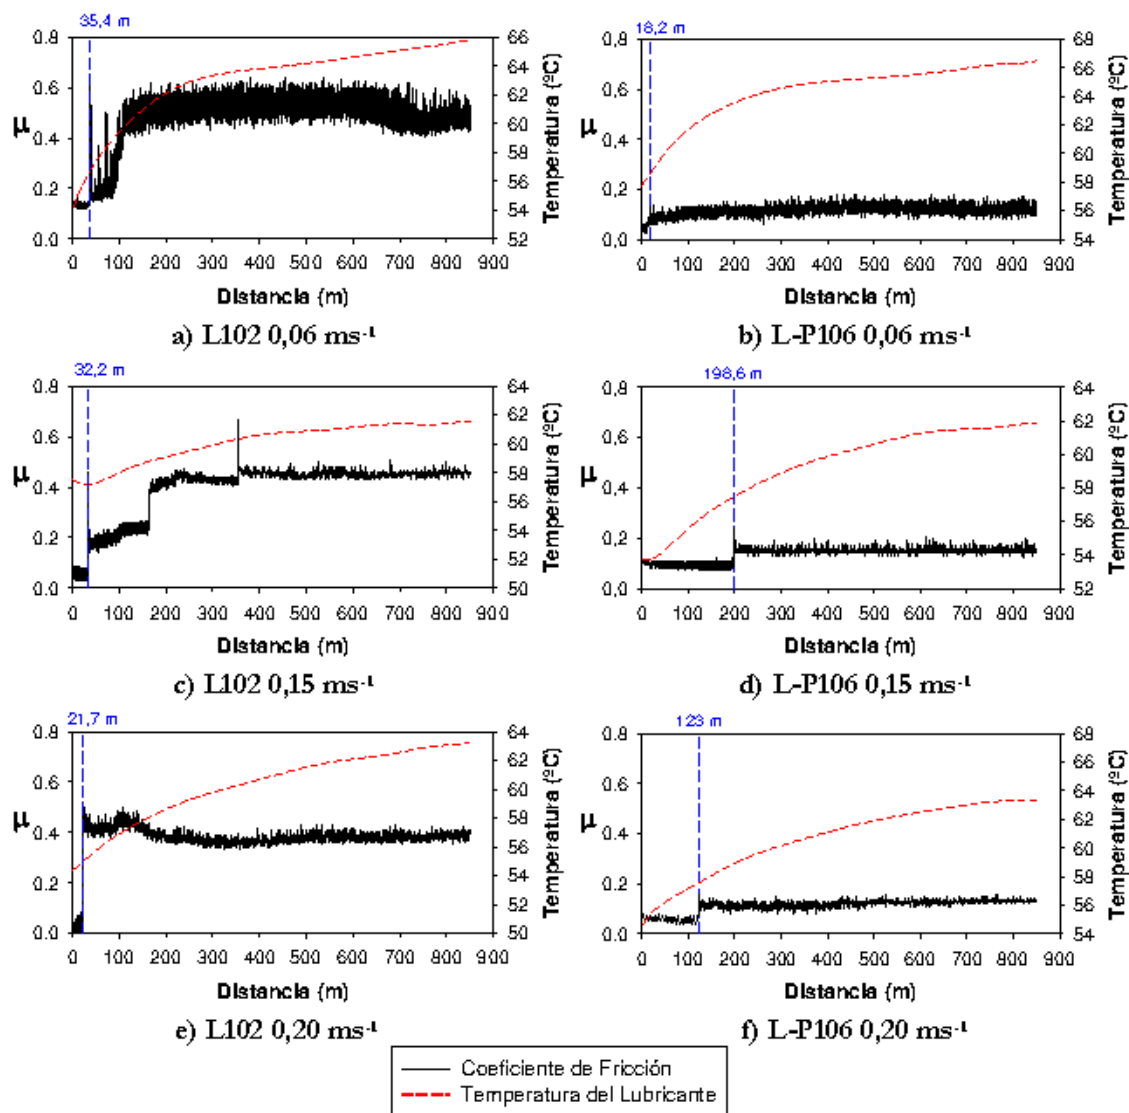 35,4 m
0.8
0.6
0.4
0.2
0.0
μ
66
64
62
60
58
56
54
52
Temperatura (ºC)
0 100 200 300 400 500 600 700 800 900
Distancia (m)
a) L102 0,06 ms-1
18,2 m
0.8
0.6
0.4
0.2
0.0
μ
68
66
64
62
60
58
56
54
Temperatura (ºC)
0 100 200 300 400 500 600 700 800 900
Distancia (m)
b) L-P106 0,06 ms-1
32,2 m
0.8
0.6
0.4
0.2
0.0
μ
64
62
60
58
56
54
52
50
Temperatura (ºC)
0 100 200 300 400 500 600 700 800 900
Distancia (m)
c) L102 0,15 ms-1
198,6 m
0.8
0.6
0.4
0.2
0.0
μ
64
62
60
58
56
54
52
Temperatura (ºC)
0 100 200 300 400 500 600 700 800 900
Distancia (m)
d) L-P106 0,15 ms-1
21,7 m
0.8
0.6
0.4
0.2
0.0
μ
64
62
60
58
56
54
52
50
Temperatura (ºC)
0 100 200 300 400 500 600 700 800 900
Distancia (m)
e) L102 0,20 ms-1
123 m
0.8
0.6
0.4
0.2
0.0
μ
68
66
64
62
60
58
56
54
Temperatura (ºC)
0 100 200 300 400 500 600 700 800 900
Distancia (m)
f) L-P106 0,20 ms-1
Coeficiente de Fricción
Temperatura del Lubricante